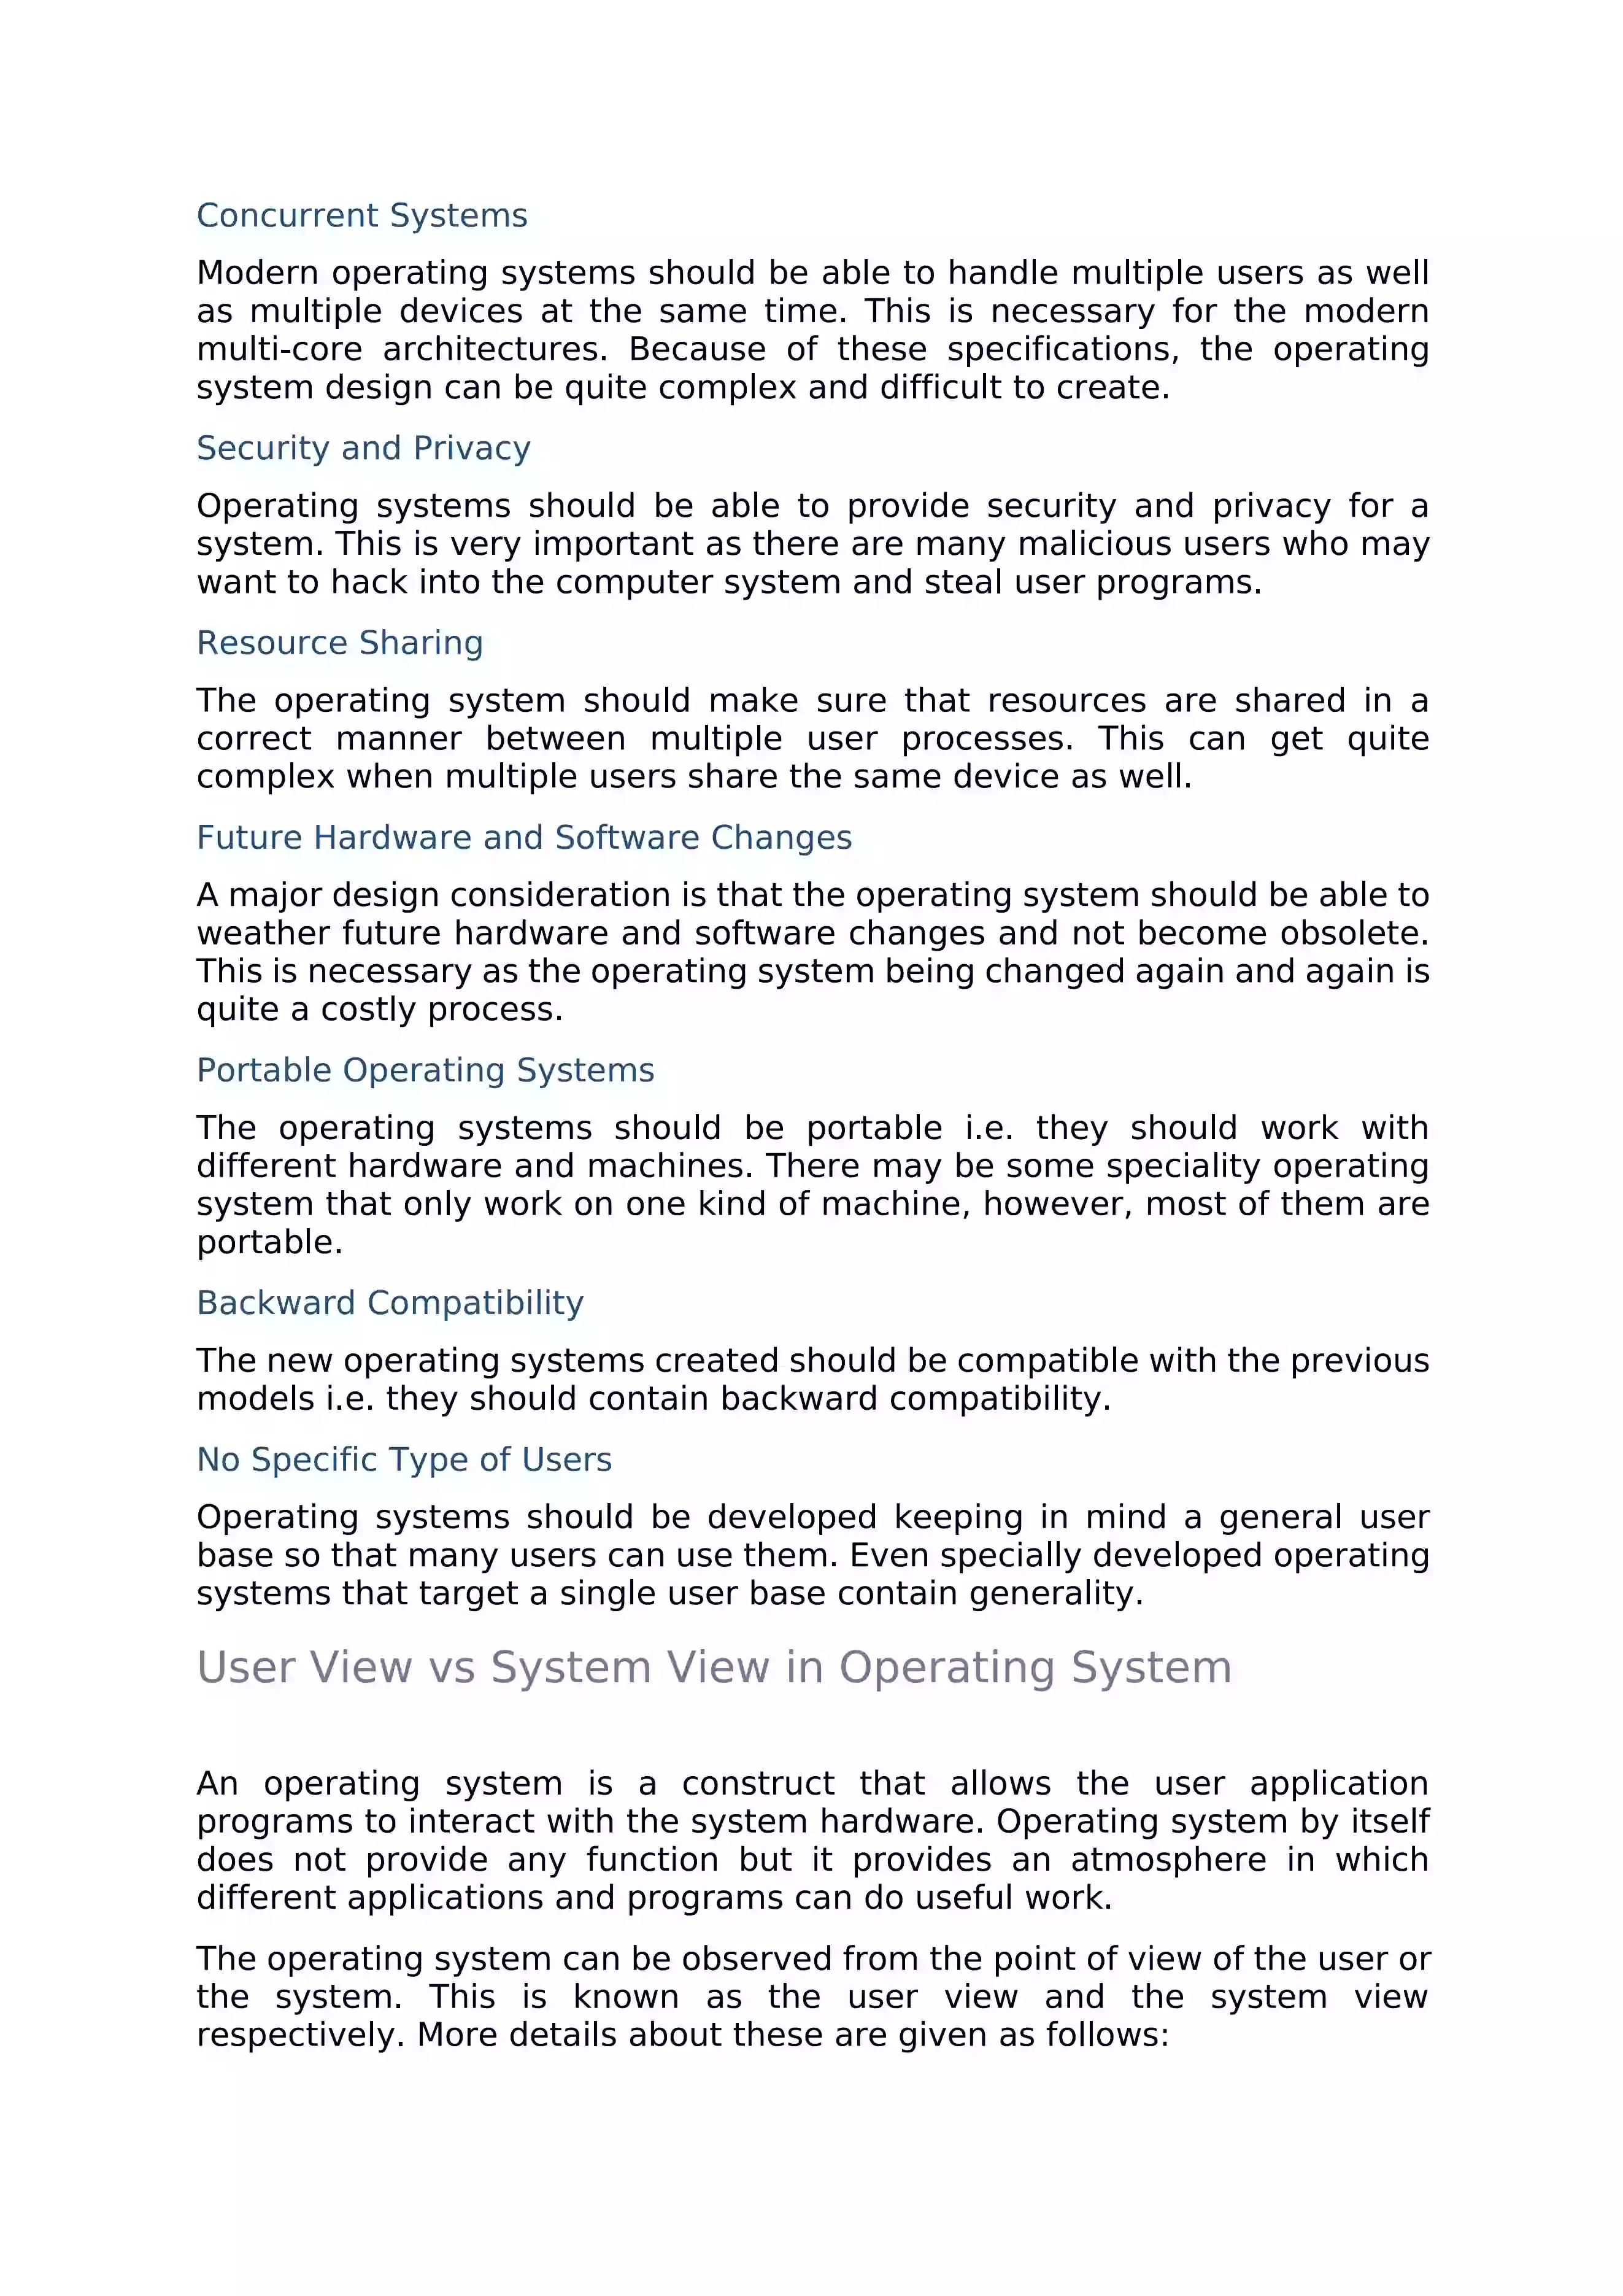 Concurrent Systems
Modern operating systems should be able to handle multiple users as well
as multiple devices at the same time. This is necessary for the modern
multi-core architectures. Because of these specifications, the operating
system design can be quite complex and difficult to create.
Security and Privacy
Operating systems should be able to provide security and privacy for a
system. This is very important as there are many malicious users who may
want to hack into the computer system and steal user programs.
Resource Sharing
The operating system should make sure that resources are shared in a
correct manner between multiple user processes. This can get quite
complex when multiple users share the same device as well.
Future Hardware and Software Changes
A major design consideration is that the operating system should be able to
weather future hardware and software changes and not become obsolete.
This is necessary as the operating system being changed again and again is
quite a costly process.
Portable Operating Systems
The operating systems should be portable i.e. they should work with
different hardware and machines. There may be some speciality operating
system that only work on one kind of machine, however, most of them are
portable.
Backward Compatibility
The new operating systems created should be compatible with the previous
models i.e. they should contain backward compatibility.
No Specific Type of Users
Operating systems should be developed keeping in mind a general user
base so that many users can use them. Even specially developed operating
systems that target a single user base contain generality.
User View vs System View in Operating System
An operating system is a construct that allows the user application
programs to interact with the system hardware. Operating system by itself
does not provide any function but it provides an atmosphere in which
different applications and programs can do useful work.
The operating system can be observed from the point of view of the user or
the system. This is known as the user view and the system view
respectively. More details about these are given as follows: